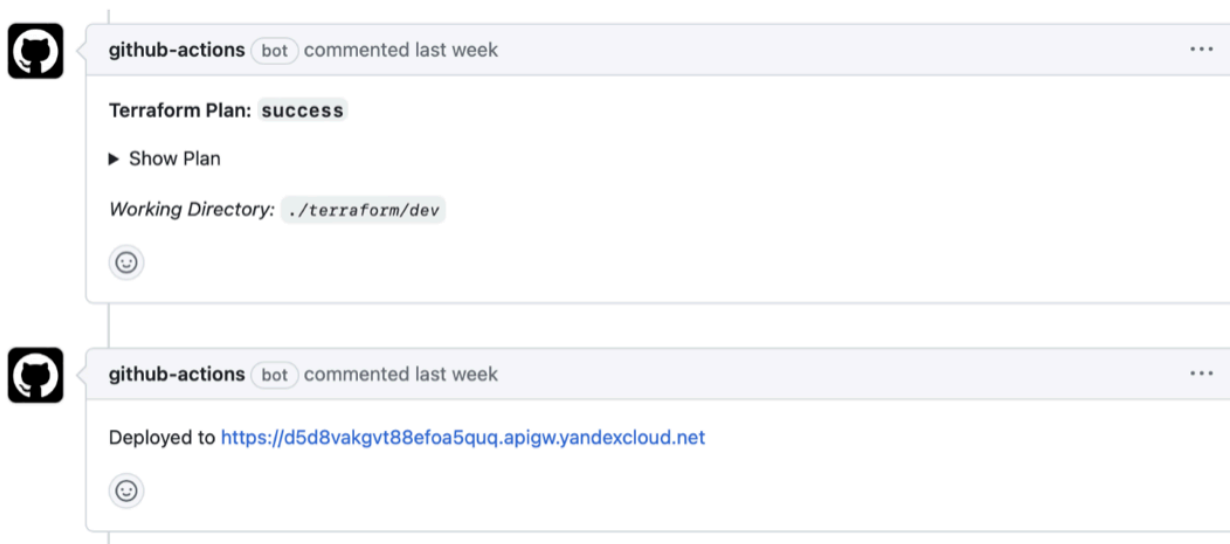 github-actions bot commented last week
Terraform Plan: success
Show Plan
Working Directory: ./terraform/dev
github-actions bot commented last week
Deployed to https://d5d8vakgvt88efoa5quq.apigw.yandexcloud.net